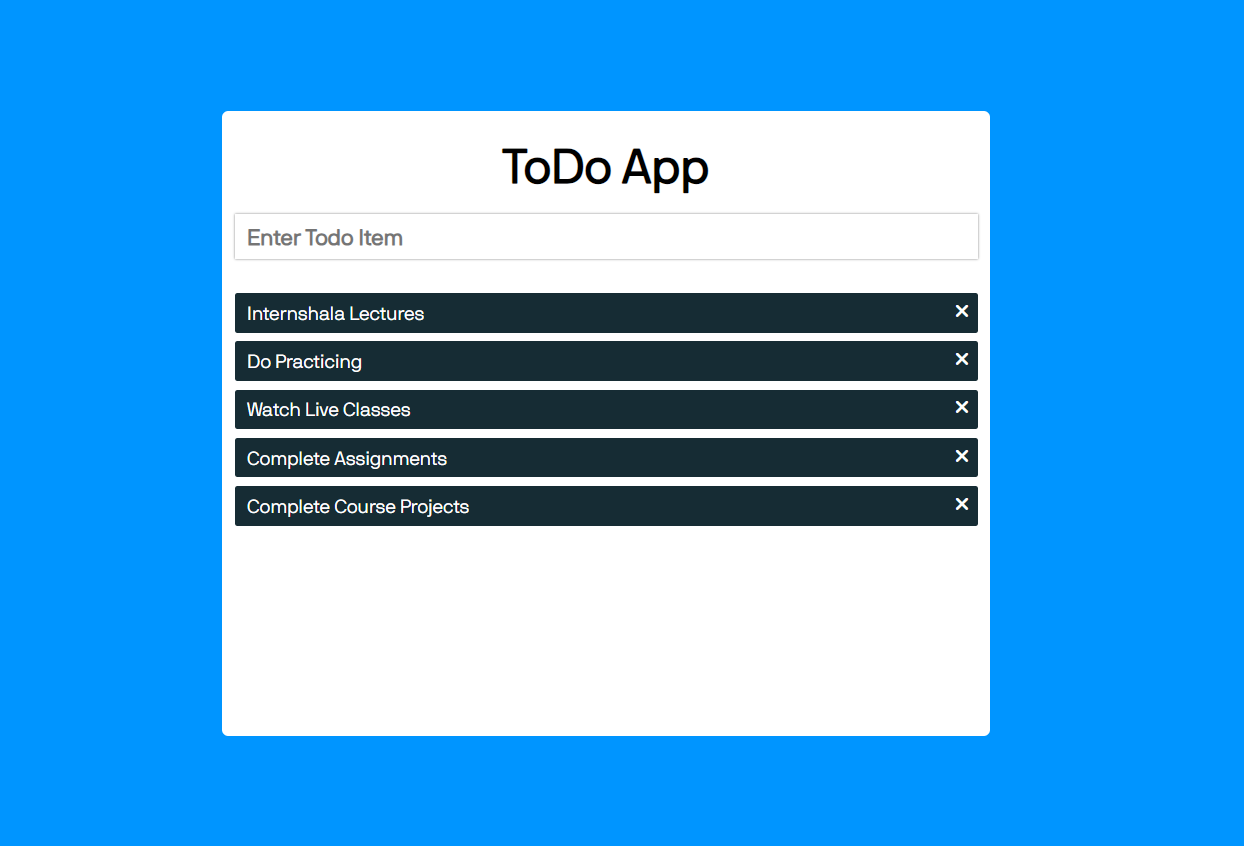 ToDo App
Enter Todo Item
Internshala Lectures
Do Practicing
Watch Live Classes
Complete Assignments
Complete Course Projects